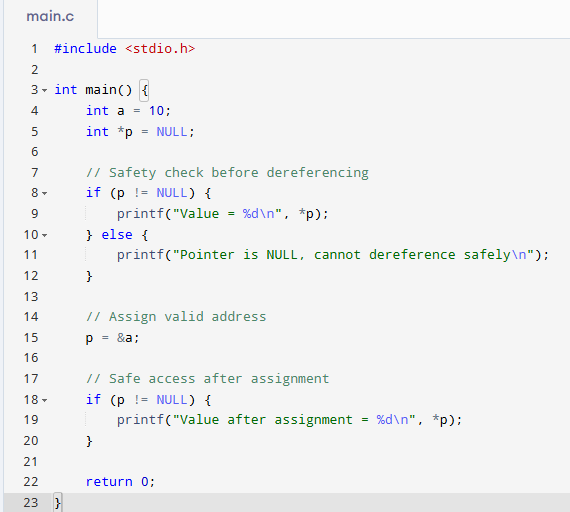 main.c
1 #include <stdio.h>
2
3 int main() {
4     int a = 10;
5     int *p = NULL;
6
7     // Safety check before dereferencing
8     if (p != NULL) {
9         printf("Value = %d\n", *p);
10     } else {
11         printf("Pointer is NULL, cannot dereference safely\n");
12     }
13
14     // Assign valid address
15     p = &a;
16
17     // Safe access after assignment
18     if (p != NULL) {
19         printf("Value after assignment = %d\n", *p);
20     }
21
22     return 0;
23 }